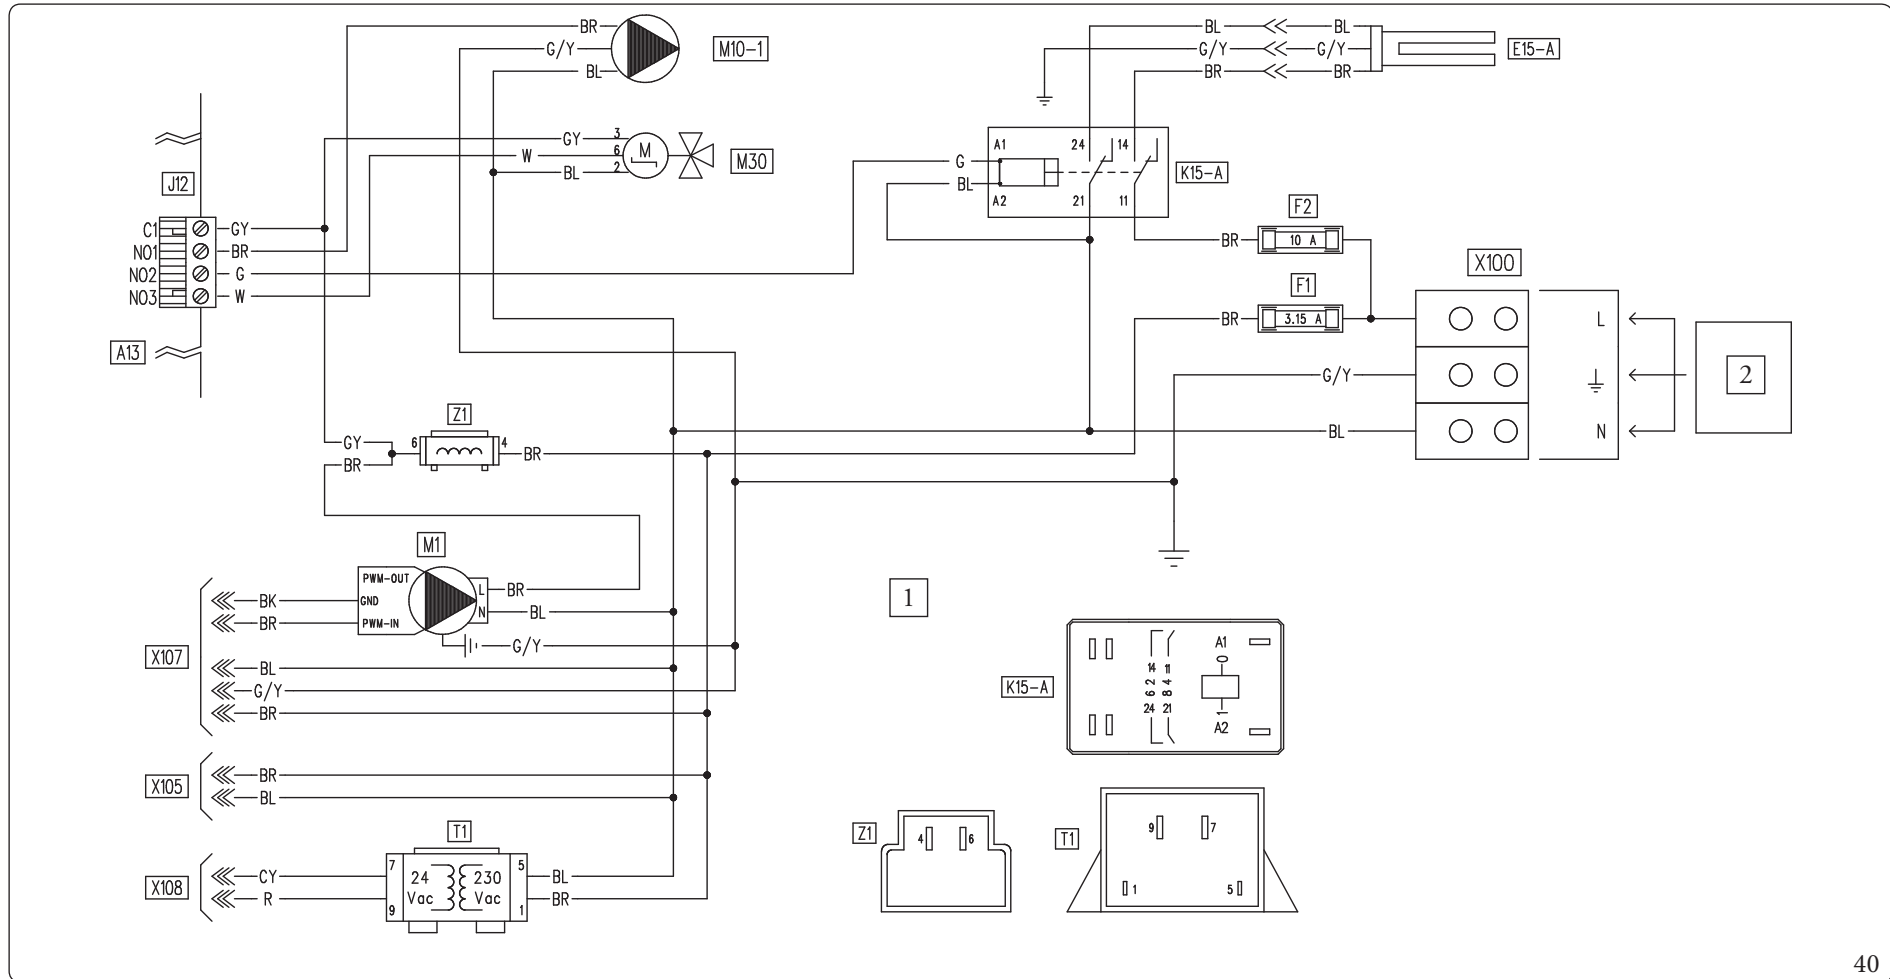 BR
G/Y
BL
M10-1
BL BL
G/Y G/Y
BR BR
E15-A
GY 3
W 6
BL 2
M
M30
J12
C1 GY
NO1 BR
NO2 G
NO3 W
A13
G A1
BL A2
24 14
21 11
K15-A
F2
BR 10 A
F1
BR 3.15 A
X100
L
G/Y
BL N
2
Z1
GY 6 4 BR
BR
M1
PWM-OUT
GND
PWM-IN
L BR
N BL
G/Y
BK
BR
X107
BL
G/Y
BR
X105
BR
BL
T1
X108
CY 7 24 230 5 BL
R 9 Vac Vac 1 BR
1
K15-A
14 11
2 4
6 8
24 21
A1
0
1
A2
Z1
4 6
T1
9 7
1 5
40